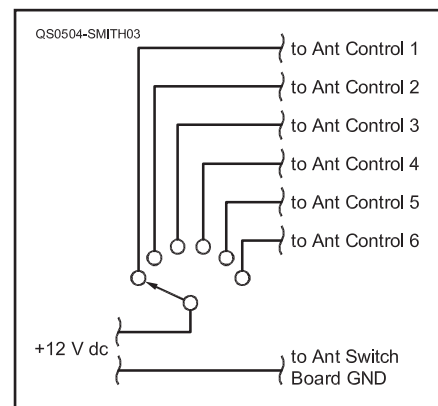 QS0504-SMITH03
to Ant Control 1
to Ant Control 2
to Ant Control 3
to Ant Control 4
to Ant Control 5
to Ant Control 6
+12 V dc
to Ant Switch
Board GND